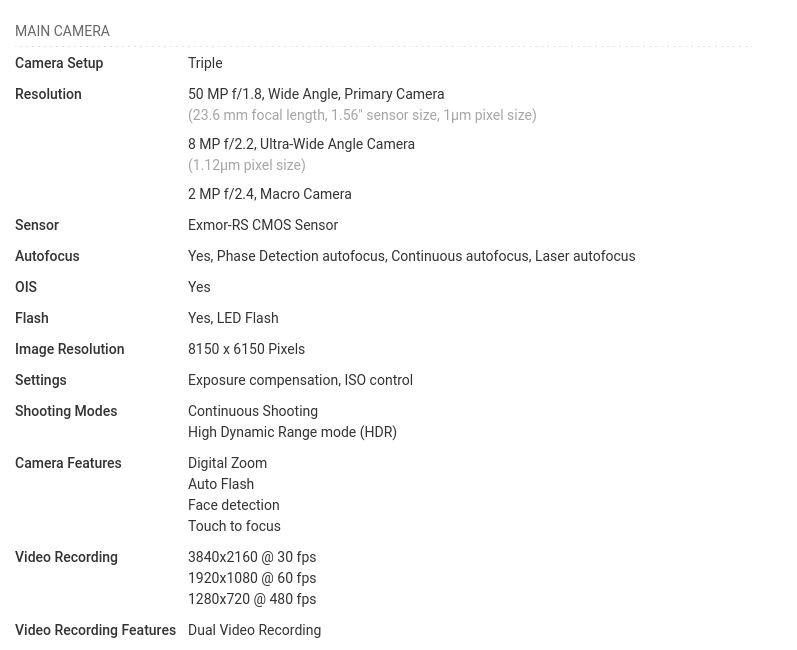 MAIN CAMERA
Camera Setup Triple
Resolution 50 MP f/1.8, Wide Angle, Primary Camera
(23.6 mm focal length, 1.56" sensor size, 1µm pixel size)
8 MP f/2.2, Ultra-Wide Angle Camera
(1.12µm pixel size)
2 MP f/2.4, Macro Camera
Sensor Exmor-RS CMOS Sensor
Autofocus Yes, Phase Detection autofocus, Continuous autofocus, Laser autofocus
OIS Yes
Flash Yes, LED Flash
Image Resolution 8150 x 6150 Pixels
Settings Exposure compensation, ISO control
Shooting Modes Continuous Shooting
High Dynamic Range mode (HDR)
Camera Features Digital Zoom
Auto Flash
Face detection
Touch to focus
Video Recording 3840x2160 @ 30 fps
1920x1080 @ 60 fps
1280x720 @ 480 fps
Video Recording Features Dual Video Recording